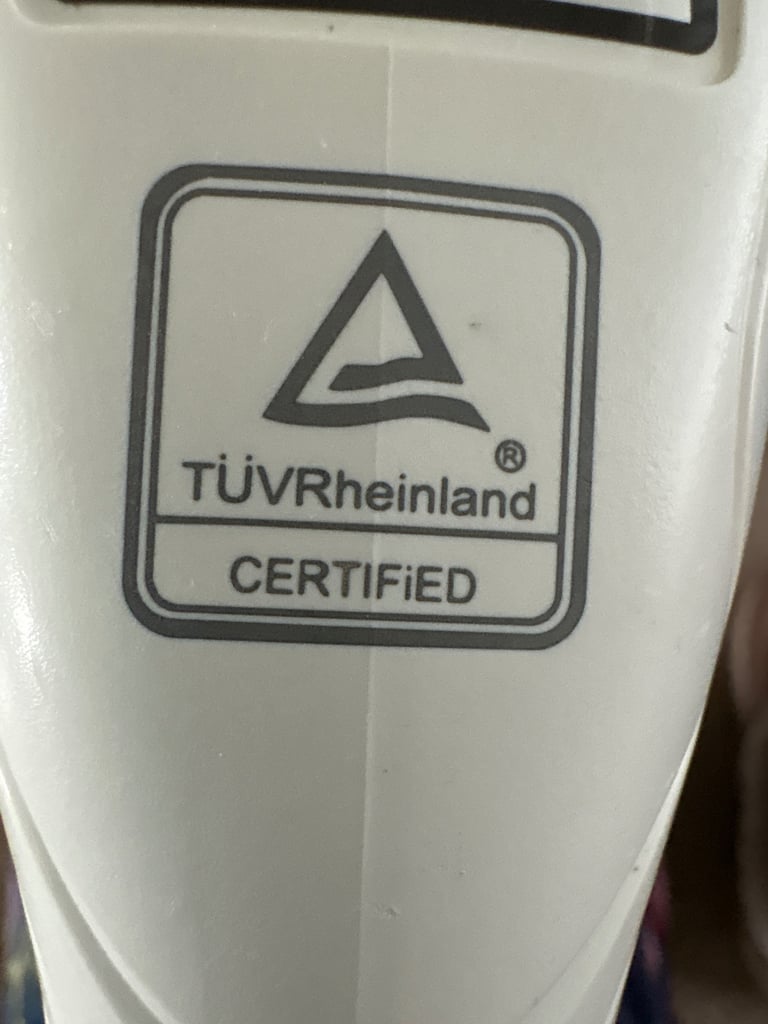 ®
TÜVRheinland
CERTIFiED